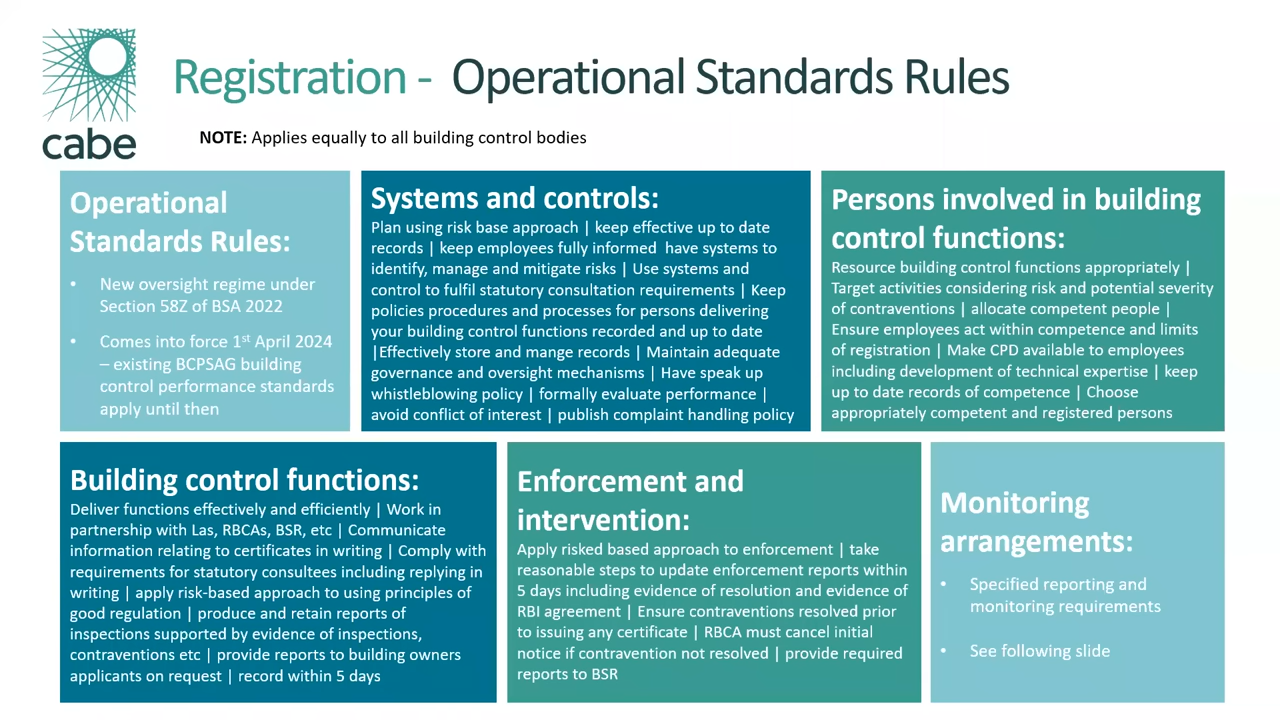 cabe
Registration - Operational Standards Rules
NOTE: Applies equally to all building control bodies
Operational
Standards Rules:
• New oversight regime under
Section 58Z of BSA 2022
• Comes into force 1st April 2024
– existing BCPSAG building
control performance standards
apply until then
Systems and controls:
Plan using risk base approach | keep effective up to date
records | keep employees fully informed have systems to
identify, manage and mitigate risks | Use systems and
control to fulfil statutory consultation requirements | Keep
policies procedures and processes for persons delivering
your building control functions recorded and up to date
|Effectively store and mange records | Maintain adequate
governance and oversight mechanisms | Have speak up
whistleblowing policy | formally evaluate performance |
avoid conflict of interest | publish complaint handling policy
Persons involved in building
control functions:
Resource building control functions appropriately |
Target activities considering risk and potential severity
of contraventions | allocate competent people |
Ensure employees act within competence and limits
of registration | Make CPD available to employees
including development of technical expertise | keep
up to date records of competence | Choose
appropriately competent and registered persons
Building control functions:
Deliver functions effectively and efficiently | Work in
partnership with Las, RBCAs, BSR, etc | Communicate
information relating to certificates in writing | Comply with
requirements for statutory consultees including replying in
writing | apply risk-based approach to using principles of
good regulation | produce and retain reports of
inspections supported by evidence of inspections,
contraventions etc | provide reports to building owners
applicants on request | record within 5 days
Enforcement and
intervention:
Apply risked based approach to enforcement | take
reasonable steps to update enforcement reports within
5 days including evidence of resolution and evidence of
RBI agreement | Ensure contraventions resolved prior
to issuing any certificate | RBCA must cancel initial
notice if contravention not resolved | provide required
reports to BSR
Monitoring
arrangements:
• Specified reporting and
monitoring requirements
• See following slide